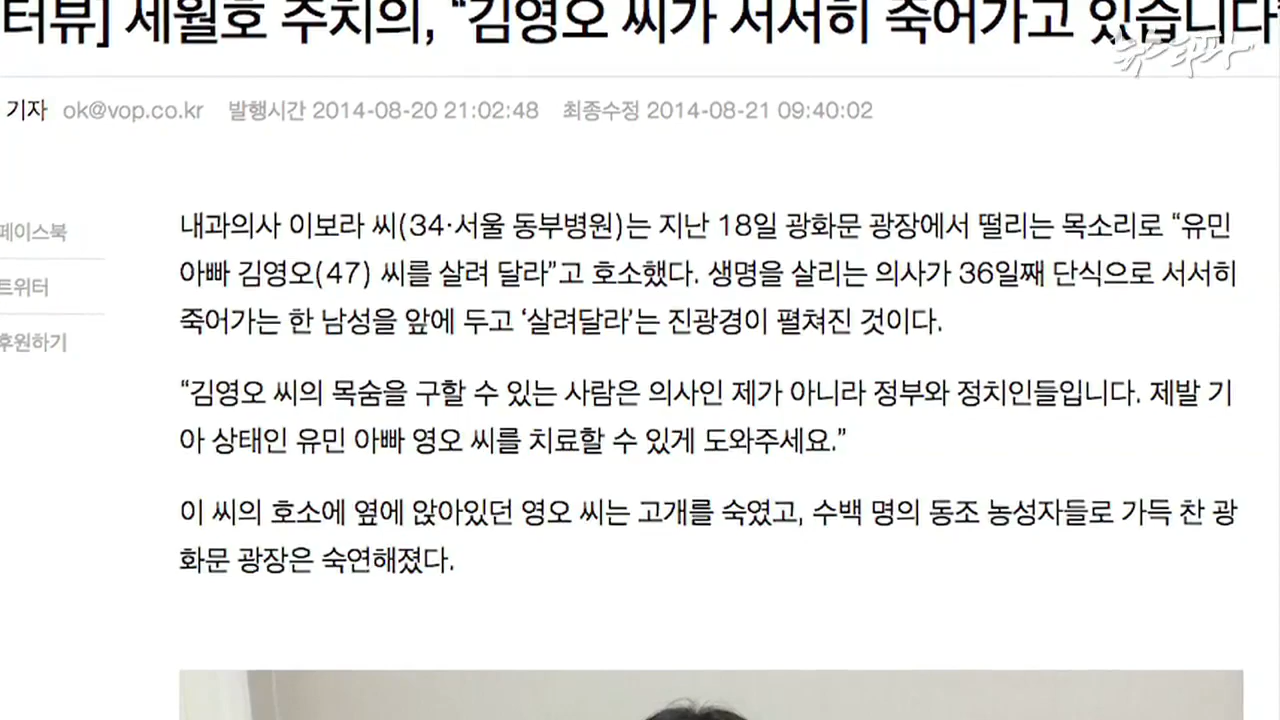 터뷰] 세월호 주치의, “김영오 씨가 서서히 죽어가고 있습니다”
뉴스타파
기자 ok@vop.co.kr 발행시간 2014-08-20 21:02:48 최종수정 2014-08-21 09:40:02
페이스북
트위터
후원하기
내과의사 이보라 씨(34·서울 동부병원)는 지난 18일 광화문 광장에서 떨리는 목소리로 “유민
아빠 김영오(47) 씨를 살려 달라”고 호소했다. 생명을 살리는 의사가 36일째 단식으로 서서히
죽어가는 한 남성을 앞에 두고 ‘살려달라’는 진광경이 펼쳐진 것이다.
“김영오 씨의 목숨을 구할 수 있는 사람은 의사인 제가 아니라 정부와 정치인들입니다. 제발 기
아 상태인 유민 아빠 영오 씨를 치료할 수 있게 도와주세요.”
이 씨의 호소에 옆에 앉아있던 영오 씨는 고개를 숙였고, 수백 명의 동조 농성자들로 가득 찬 광
화문 광장은 숙연해졌다.